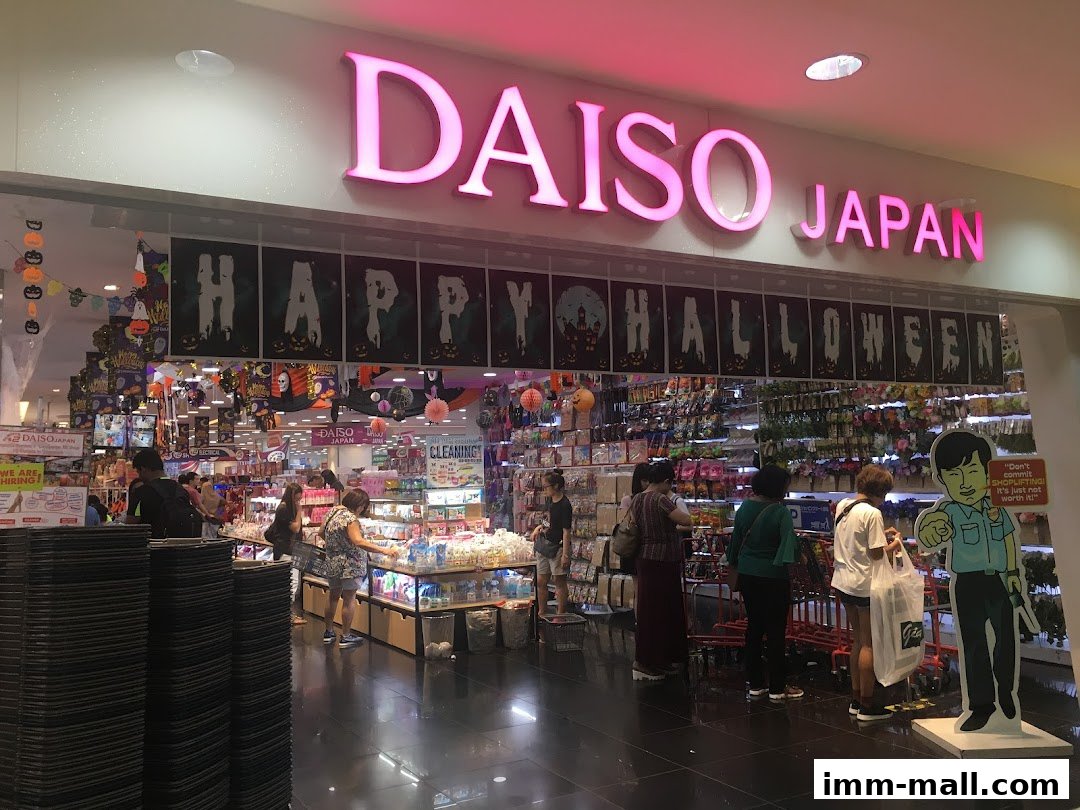 DAISO JAPAN
HAPPY HALLOWEEN
DAISO JAPAN
WE ARE
HIRING!
DAISO
JAPAN
CLEANING!
"Don't
commit
SHOPLIFTING!
It's just not
worth it!"
imm-mall.com